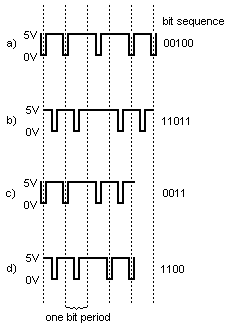 bit sequence
a) 5V 00100
0V
b) 5V 11011
0V
c) 5V 0011
0V
d) 5V 1100
0V
one bit period